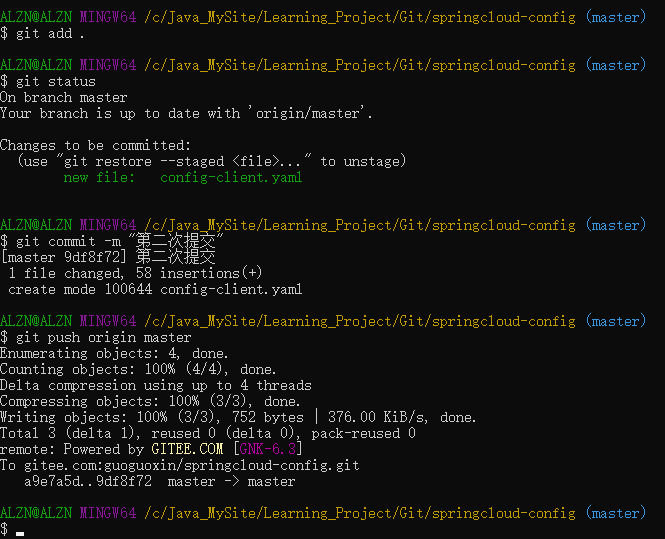 ALZN@ALZN MINGW64 /c/Java_MySite/Learning_Project/Git/springcloud-config (master)
$ git add .
ALZN@ALZN MINGW64 /c/Java_MySite/Learning_Project/Git/springcloud-config (master)
$ git status
On branch master
Your branch is up to date with 'origin/master'.
Changes to be committed:
  (use "git restore --staged <file>..." to unstage)
        new file:   config-client.yaml
ALZN@ALZN MINGW64 /c/Java_MySite/Learning_Project/Git/springcloud-config (master)
$ git commit -m "第二次提交"
[master 9df8f72] 第二次提交
 1 file changed, 58 insertions(+)
 create mode 100644 config-client.yaml
ALZN@ALZN MINGW64 /c/Java_MySite/Learning_Project/Git/springcloud-config (master)
$ git push origin master
Enumerating objects: 4, done.
Counting objects: 100% (4/4), done.
Delta compression using up to 4 threads
Compressing objects: 100% (3/3), done.
Writing objects: 100% (3/3), 752 bytes | 376.00 KiB/s, done.
Total 3 (delta 1), reused 0 (delta 0), pack-reused 0
remote: Powered by GITEE.COM [GNK-6.3]
To gitee.com:guoguoxin/springcloud-config.git
   a9e7a5d..9df8f72  master -> master
ALZN@ALZN MINGW64 /c/Java_MySite/Learning_Project/Git/springcloud-config (master)
$